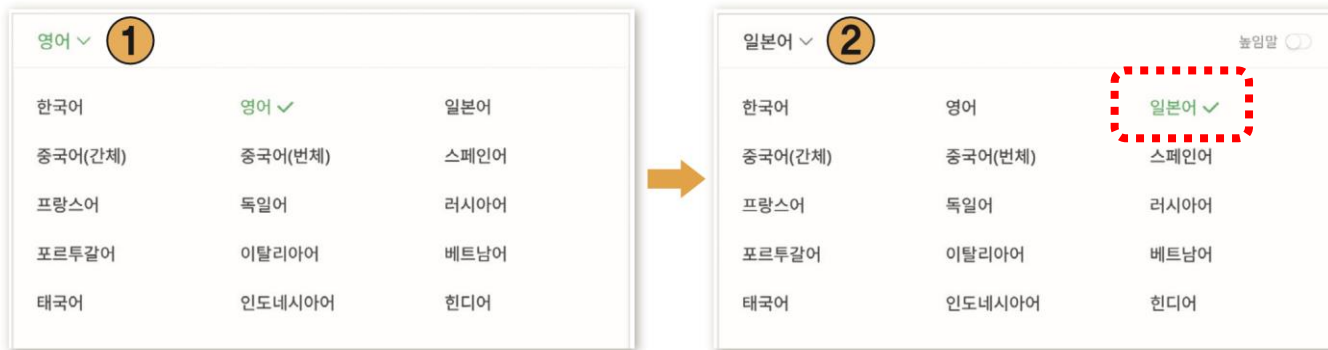 영어 1
한국어 영어 일본어
중국어(간체) 중국어(번체) 스페인어
프랑스어 독일어 러시아어
포르투갈어 이탈리아어 베트남어
태국어 인도네시아어 힌디어
일본어 2 높임말
한국어 영어 일본어
중국어(간체) 중국어(번체) 스페인어
프랑스어 독일어 러시아어
포르투갈어 이탈리아어 베트남어
태국어 인도네시아어 힌디어